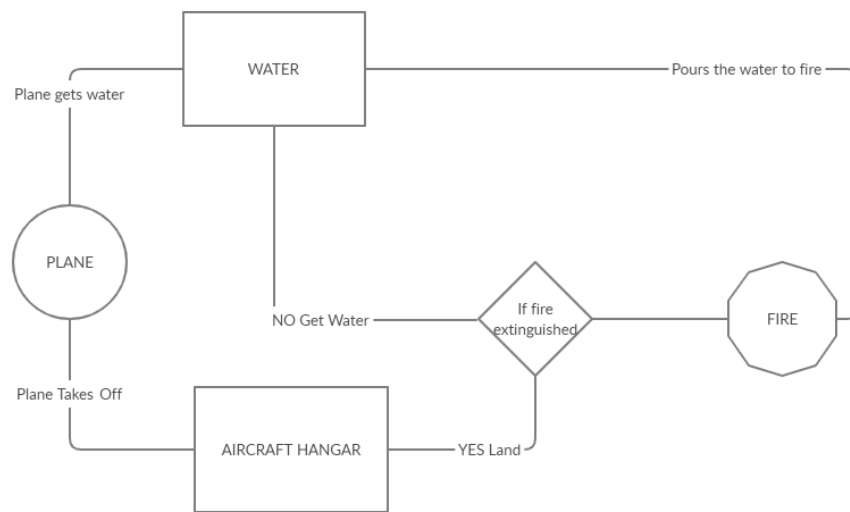 WATER
Pours the water to fire
Plane gets water
PLANE
If fire
extinguished
FIRE
NO Get Water
Plane Takes Off
AIRCRAFT HANGAR
YES Land